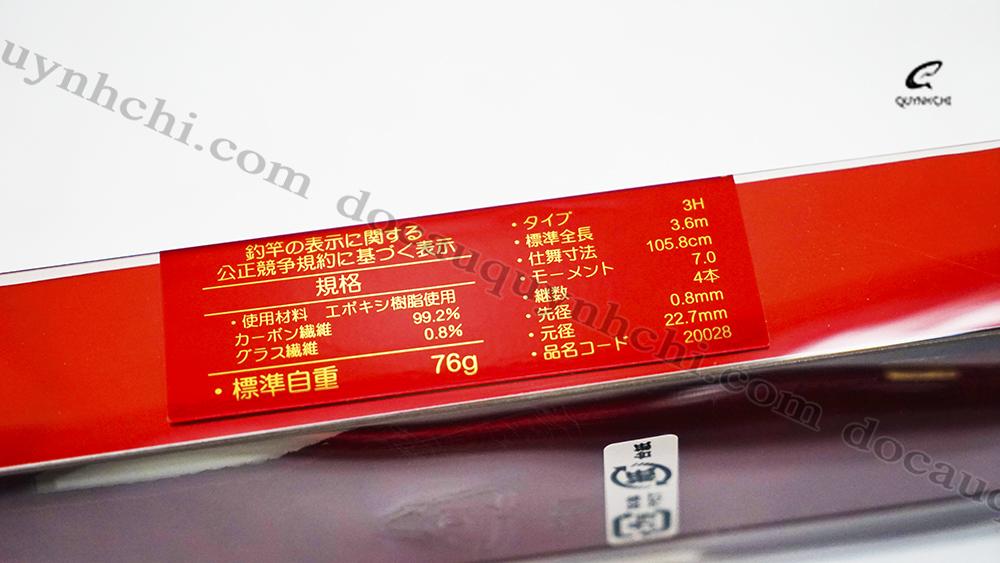 uynhchi.com docauquynhchi.com docauq
QUYNHCHI
釣竿の表示に関する
公正競争規約に基づく表示
規格
・使用材料 エポキシ樹脂使用
カーボン繊維 99.2%
グラス繊維 0.8%
・標準自重 76g
・タイプ 3H
・標準全長 3.6m
・仕舞寸法 105.8cm
・モーメント 7.0
・継数 4本
・先径 0.8mm
・元径 22.7mm
・品名コード 20028